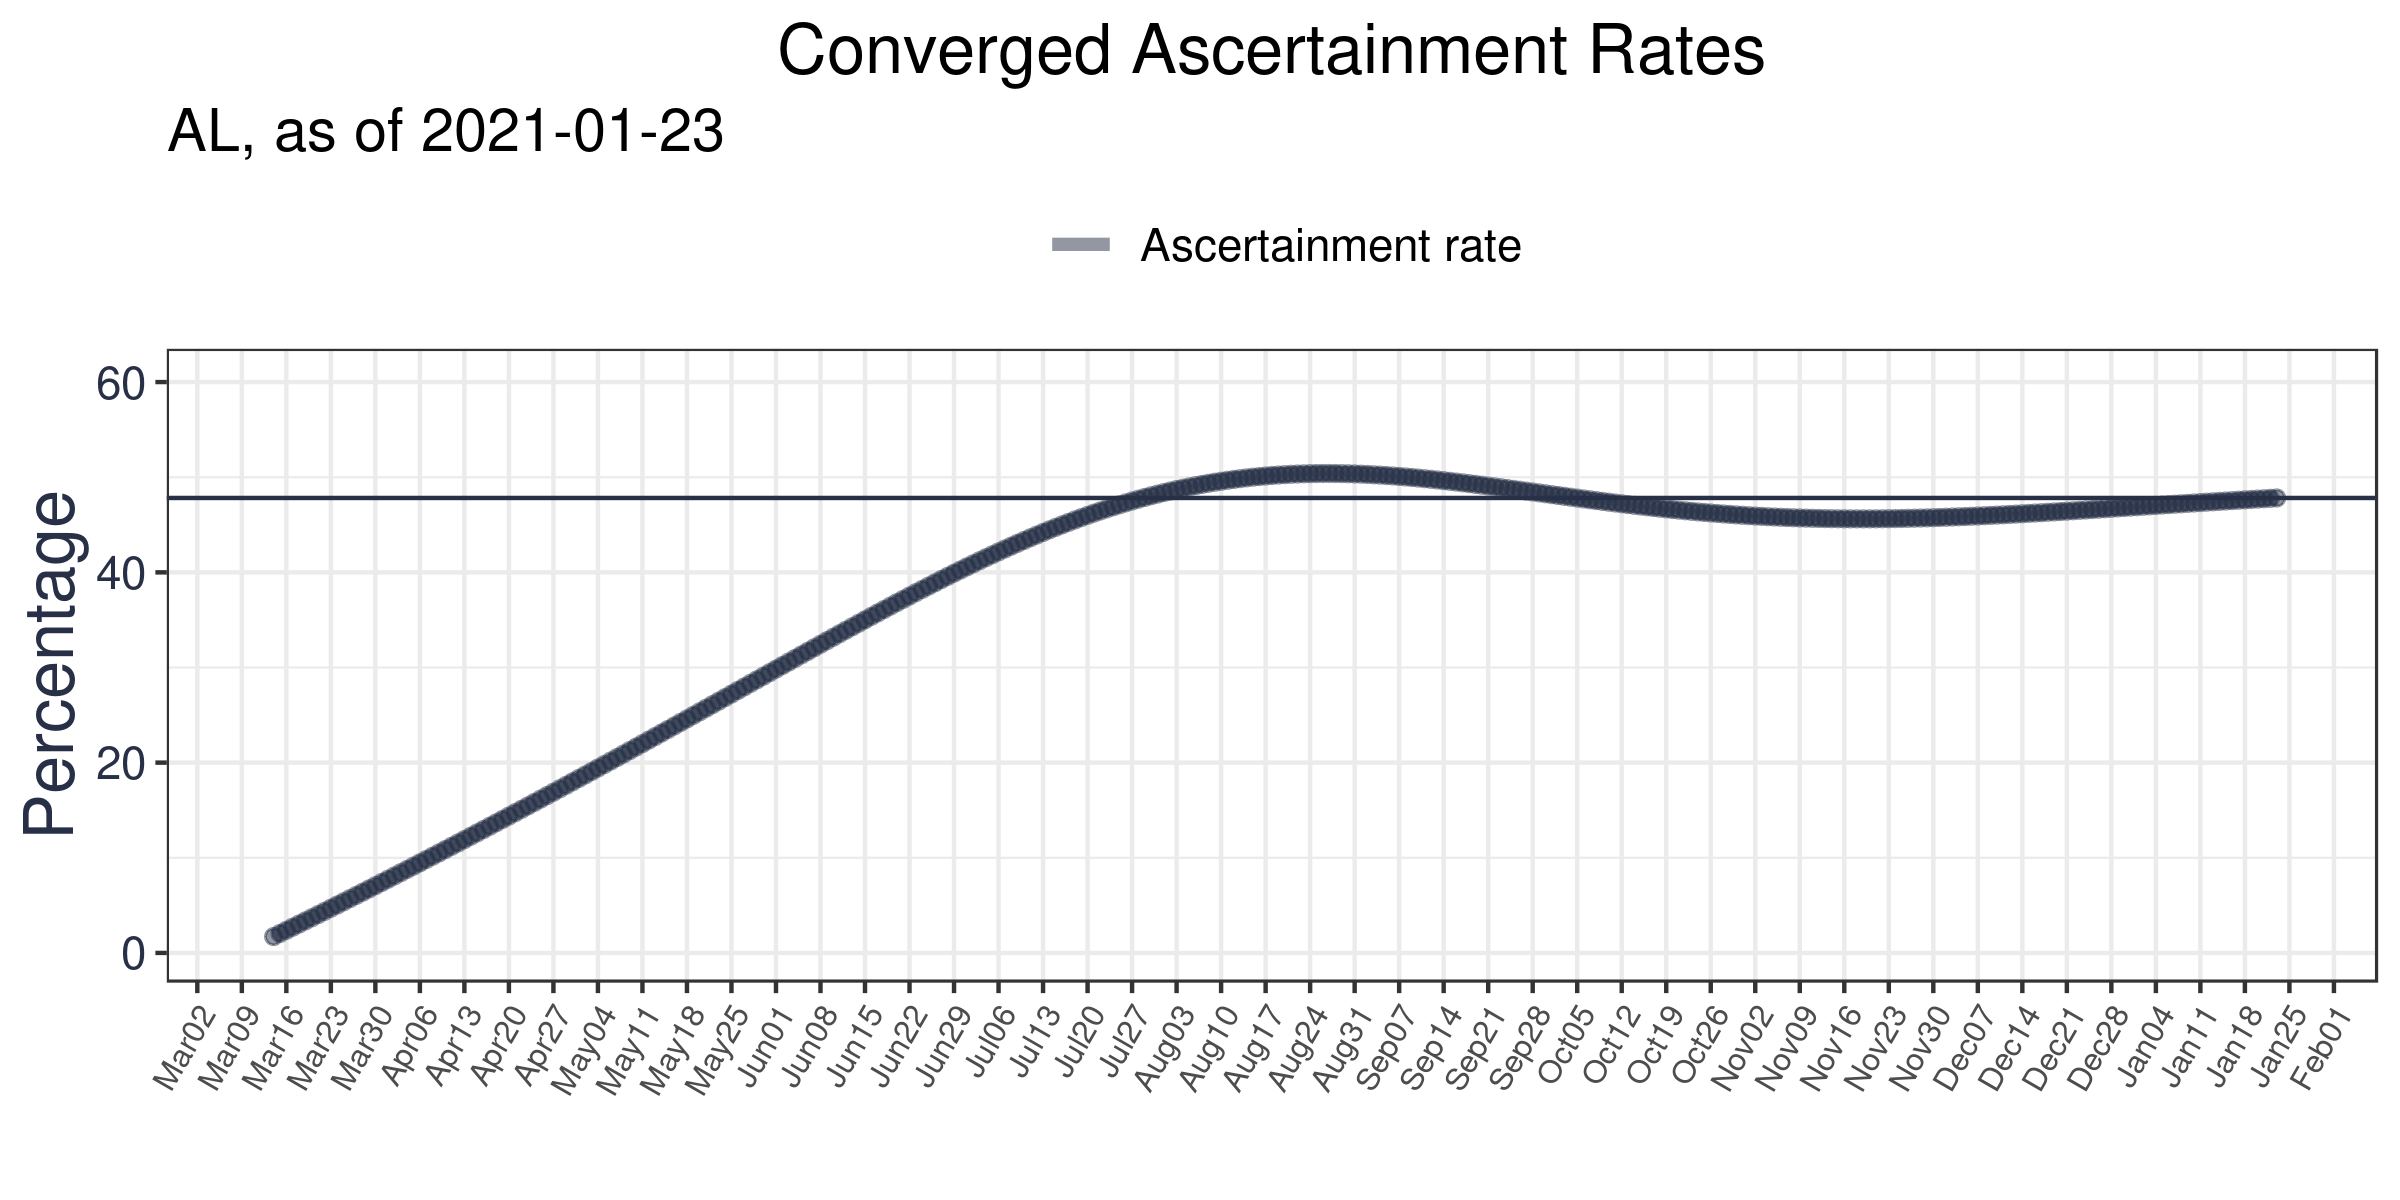 Converged Ascertainment Rates
AL, as of 2021-01-23
Ascertainment rate
Percentage
60
40
20
0
Mar02
Mar09
Mar16
Mar23
Mar30
Apr06
Apr13
Apr20
Apr27
May04
May11
May18
May25
Jun01
Jun08
Jun15
Jun22
Jun29
Jul06
Jul13
Jul20
Jul27
Aug03
Aug10
Aug17
Aug24
Aug31
Sep07
Sep14
Sep21
Sep28
Oct05
Oct12
Oct19
Oct26
Nov02
Nov09
Nov16
Nov23
Nov30
Dec07
Dec14
Dec21
Dec28
Jan04
Jan11
Jan18
Jan25
Feb01